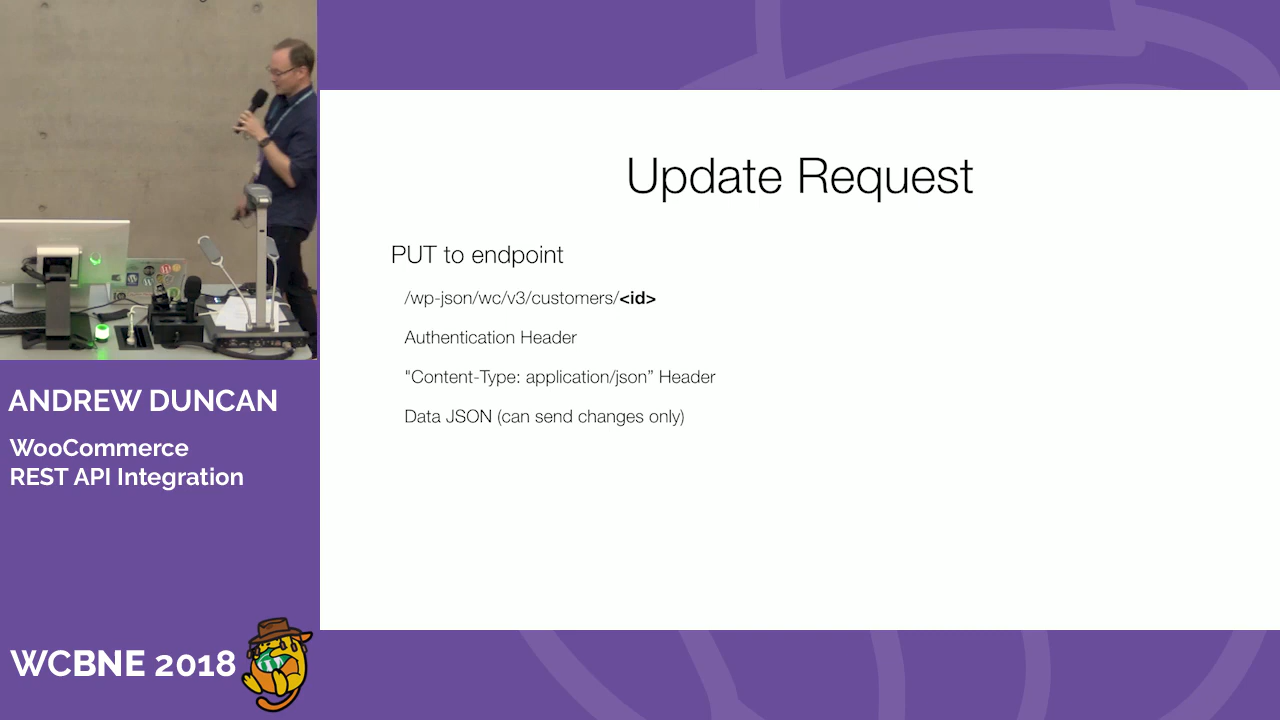 Update Request
PUT to endpoint
/wp-json/wc/v3/customers/<id>
Authentication Header
"Content-Type: application/json” Header
Data JSON (can send changes only)
ANDREW DUNCAN
WooCommerce
REST API Integration
WCBNE 2018